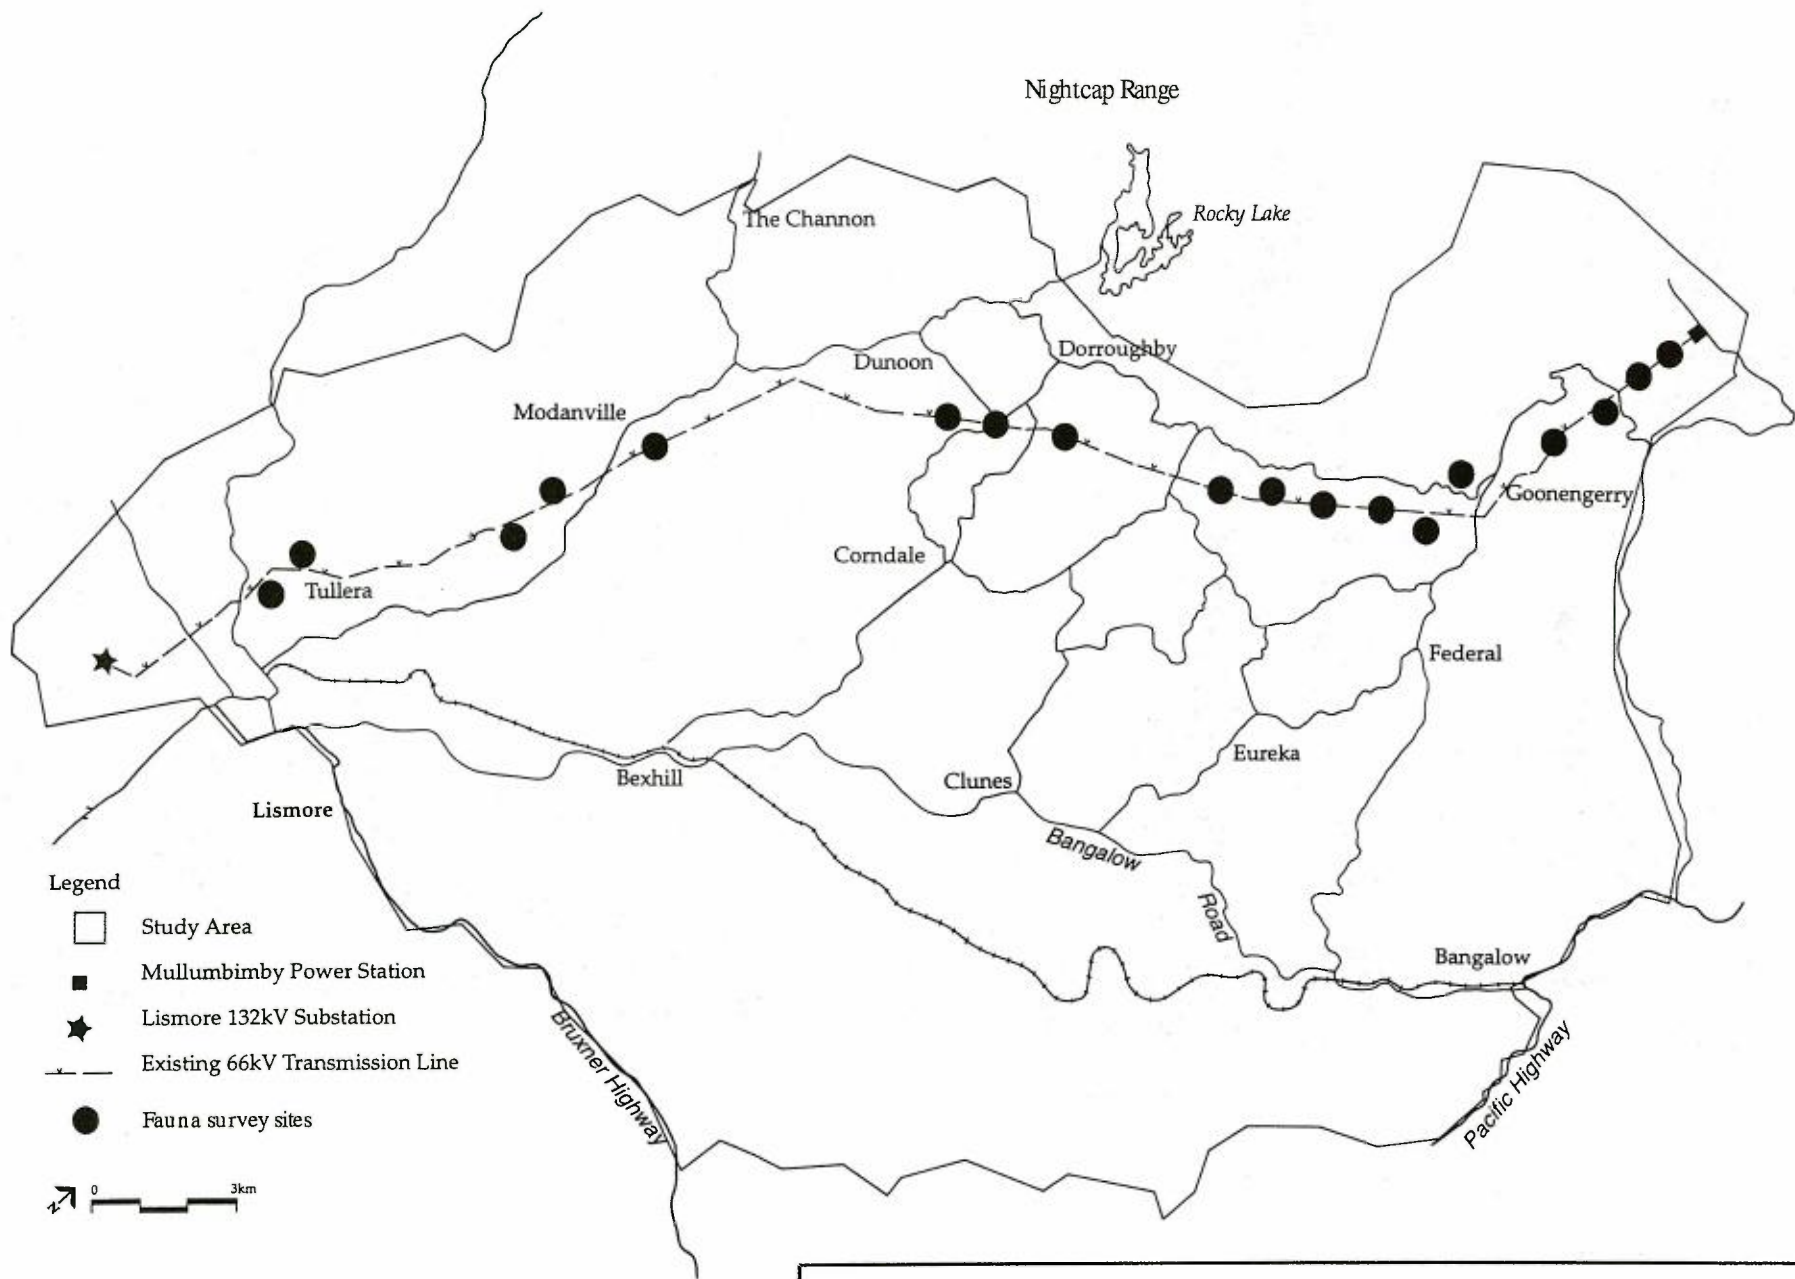 Nightcap Range
Rocky Lake
The Channon
Dunoon
Dorroughby
Modanville
Goonengerry
Corndale
Tullera
Federal
Eureka
Bexhill
Clunes
Lismore
Bangalow
Road
Bangalow
Bruxner Highway
Pacific Highway
Legend
Study Area
Mullumbimby Power Station
Lismore 132kV Substation
Existing 66kV Transmission Line
Fauna survey sites
N
0 3km